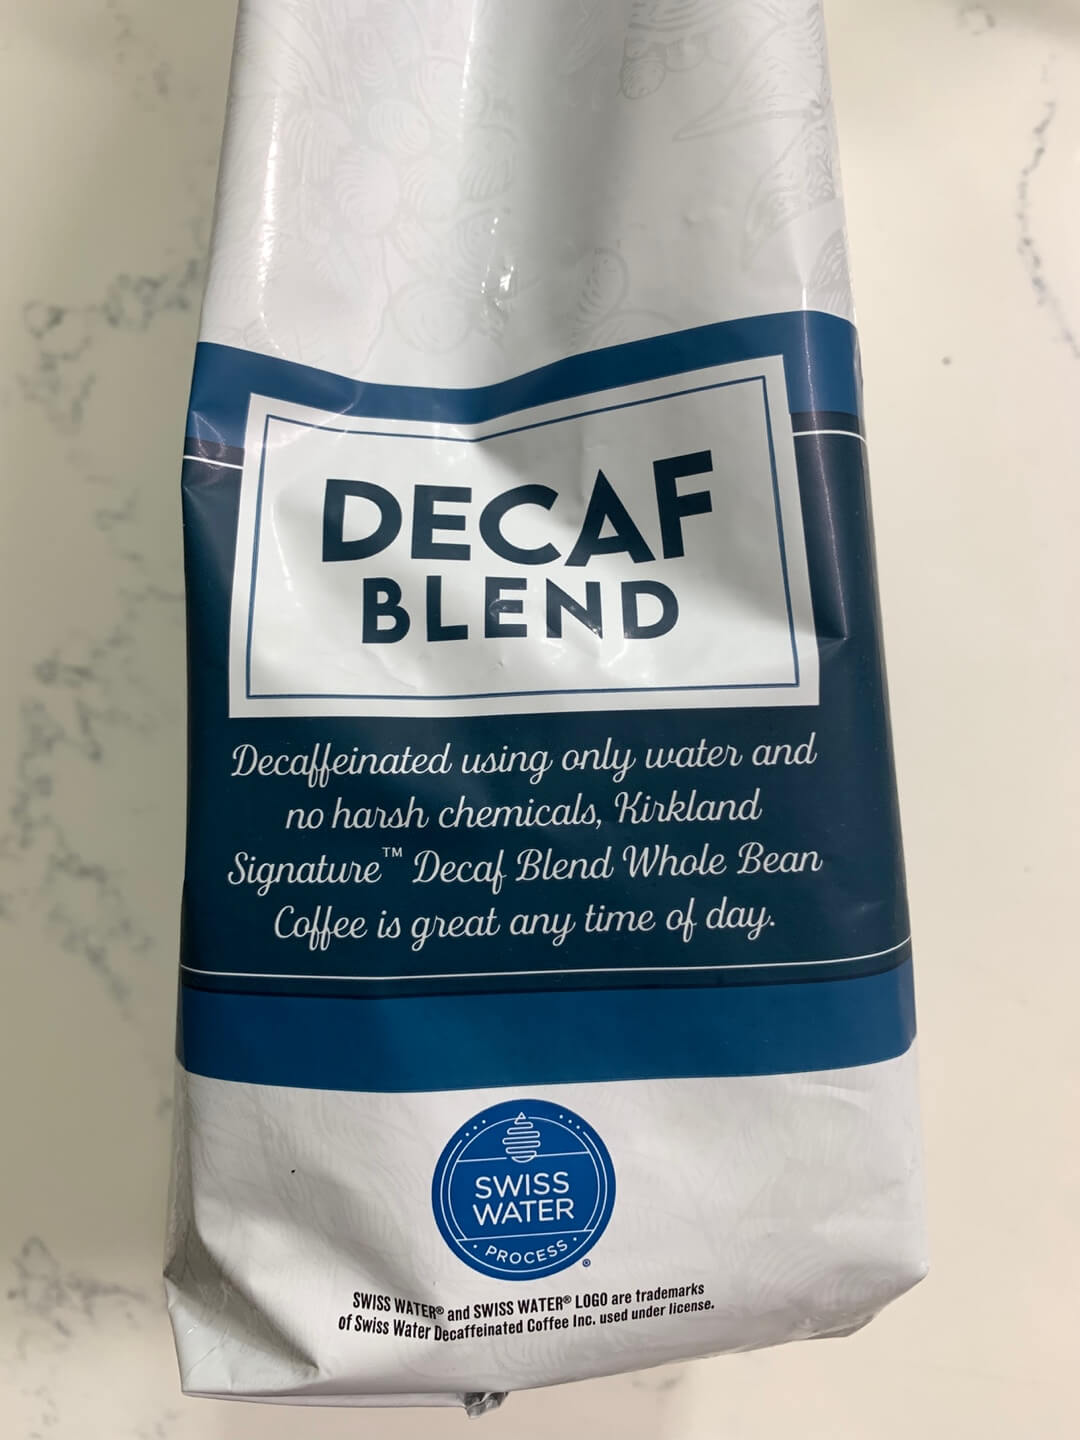 DECAF
BLEND
Decaffeinated using only water and
no harsh chemicals, Kirkland
Signature™ Decaf Blend Whole Bean
Coffee is great any time of day.
SWISS
WATER
PROCESS
®
SWISS WATER® and SWISS WATER® LOGO are trademarks
of Swiss Water Decaffeinated Coffee Inc. used under license.